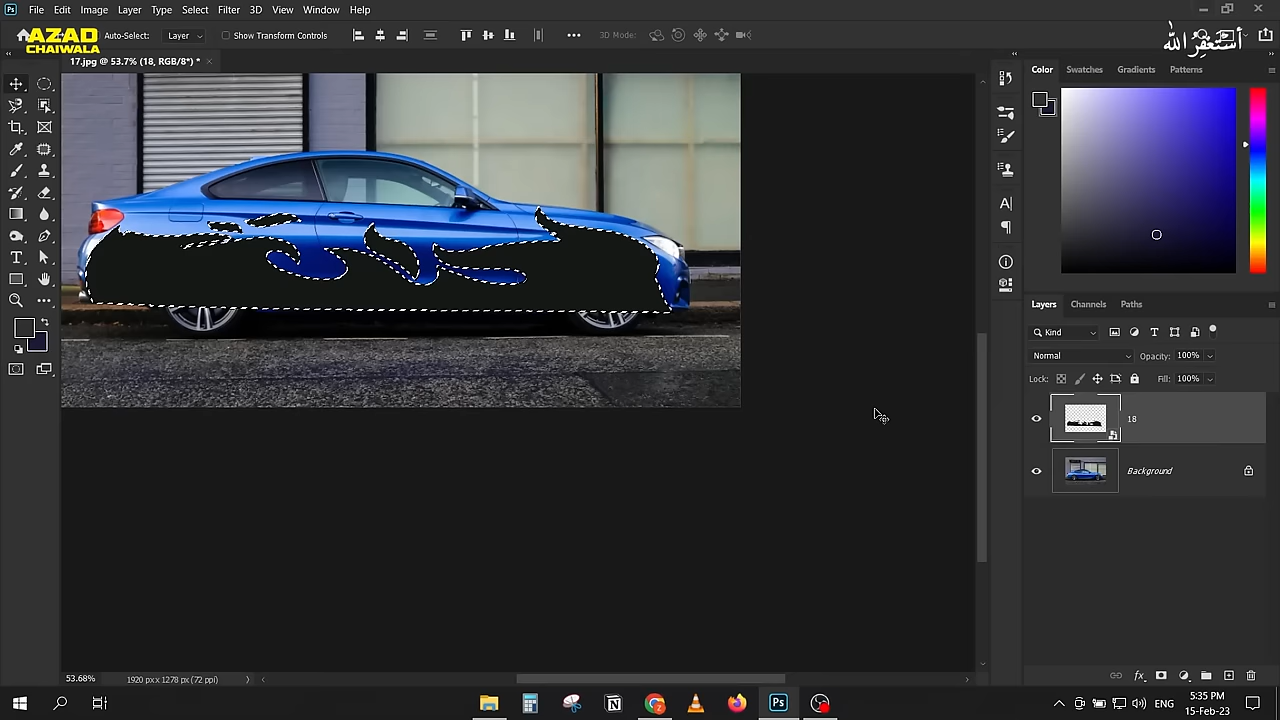 Ps File Edit Image Layer Type Select Filter 3D View Window Help
AZAD
CHAIWALA
Auto-Select: Layer Show Transform Controls 3D Mode:
أستغفر الله
17.jpg @ 53.7% (18, RGB/8*) *
Color Swatches Gradients Patterns
Layers Channels Paths
Kind
Normal Opacity: 100%
Lock: Fill: 100%
18
Background
53.68% 1920 px x 1278 px (72 ppi)
Ps
ENG
5:35 PM
15-Feb-23